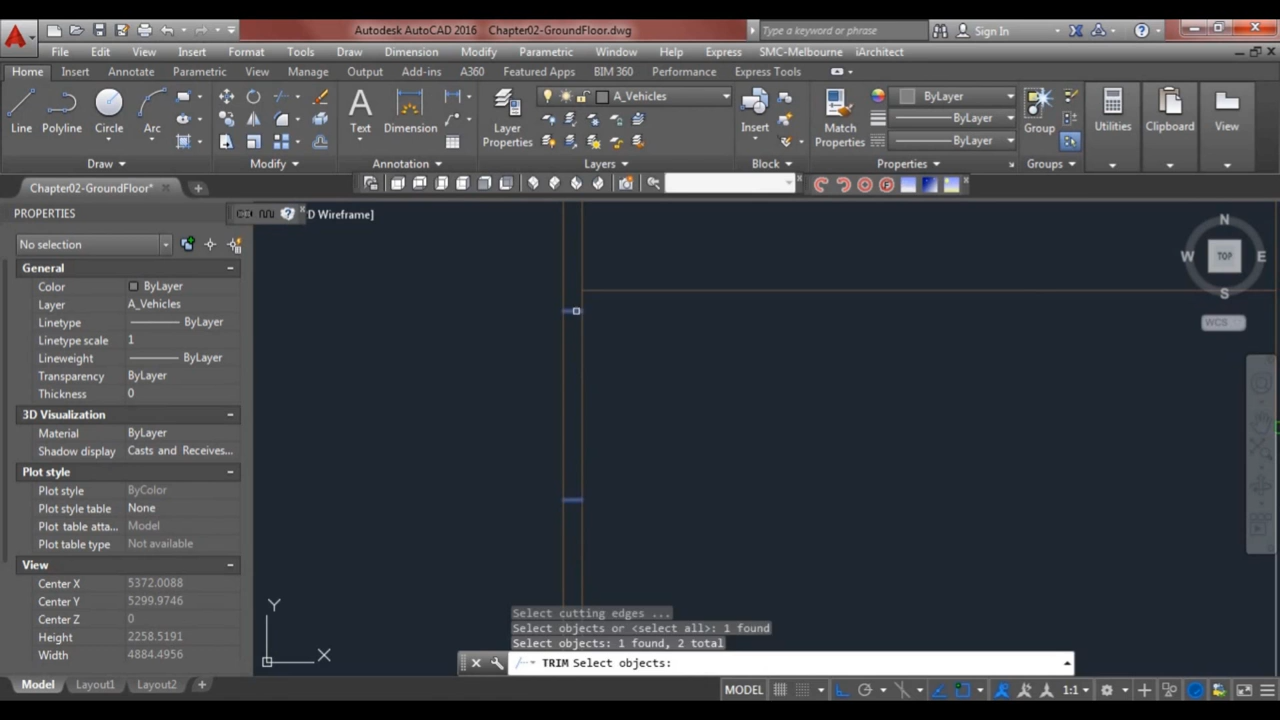 Autodesk AutoCAD 2016 Chapter02-GroundFloor.dwg
Type a keyword or phrase
Sign In
File Edit View Insert Format Tools Draw Dimension Modify Parametric Window Help Express SMC-Melbourne iArchitect
Home Insert Annotate Parametric View Manage Output Add-ins A360 Featured Apps BIM 360 Performance Express Tools
A_Vehicles
ByLayer
ByLayer
ByLayer
Line Polyline Circle Arc
Text Dimension
Layer
Properties
Insert
Match
Properties
Group
Utilities
Clipboard
View
Draw Modify Annotation Layers Block Properties Groups
Chapter02-GroundFloor*
PROPERTIES
D Wireframe]
No selection
General
Color ByLayer
Layer A_Vehicles
Linetype ByLayer
Linetype scale 1
Lineweight ByLayer
Transparency ByLayer
Thickness 0
3D Visualization
Material ByLayer
Shadow display Casts and Receives...
Plot style
Plot style ByColor
Plot style table None
Plot table atta... Model
Plot table type Not available
View
Center X 5372.0088
Center Y 5299.9746
Center Z 0
Height 2258.5191
Width 4884.4956
N
W TOP E
S
WCS
Y
X
Select cutting edges ...
Select objects or <select all>: 1 found
Select objects: 1 found, 2 total
TRIM Select objects:
Model Layout1 Layout2
MODEL
1:1